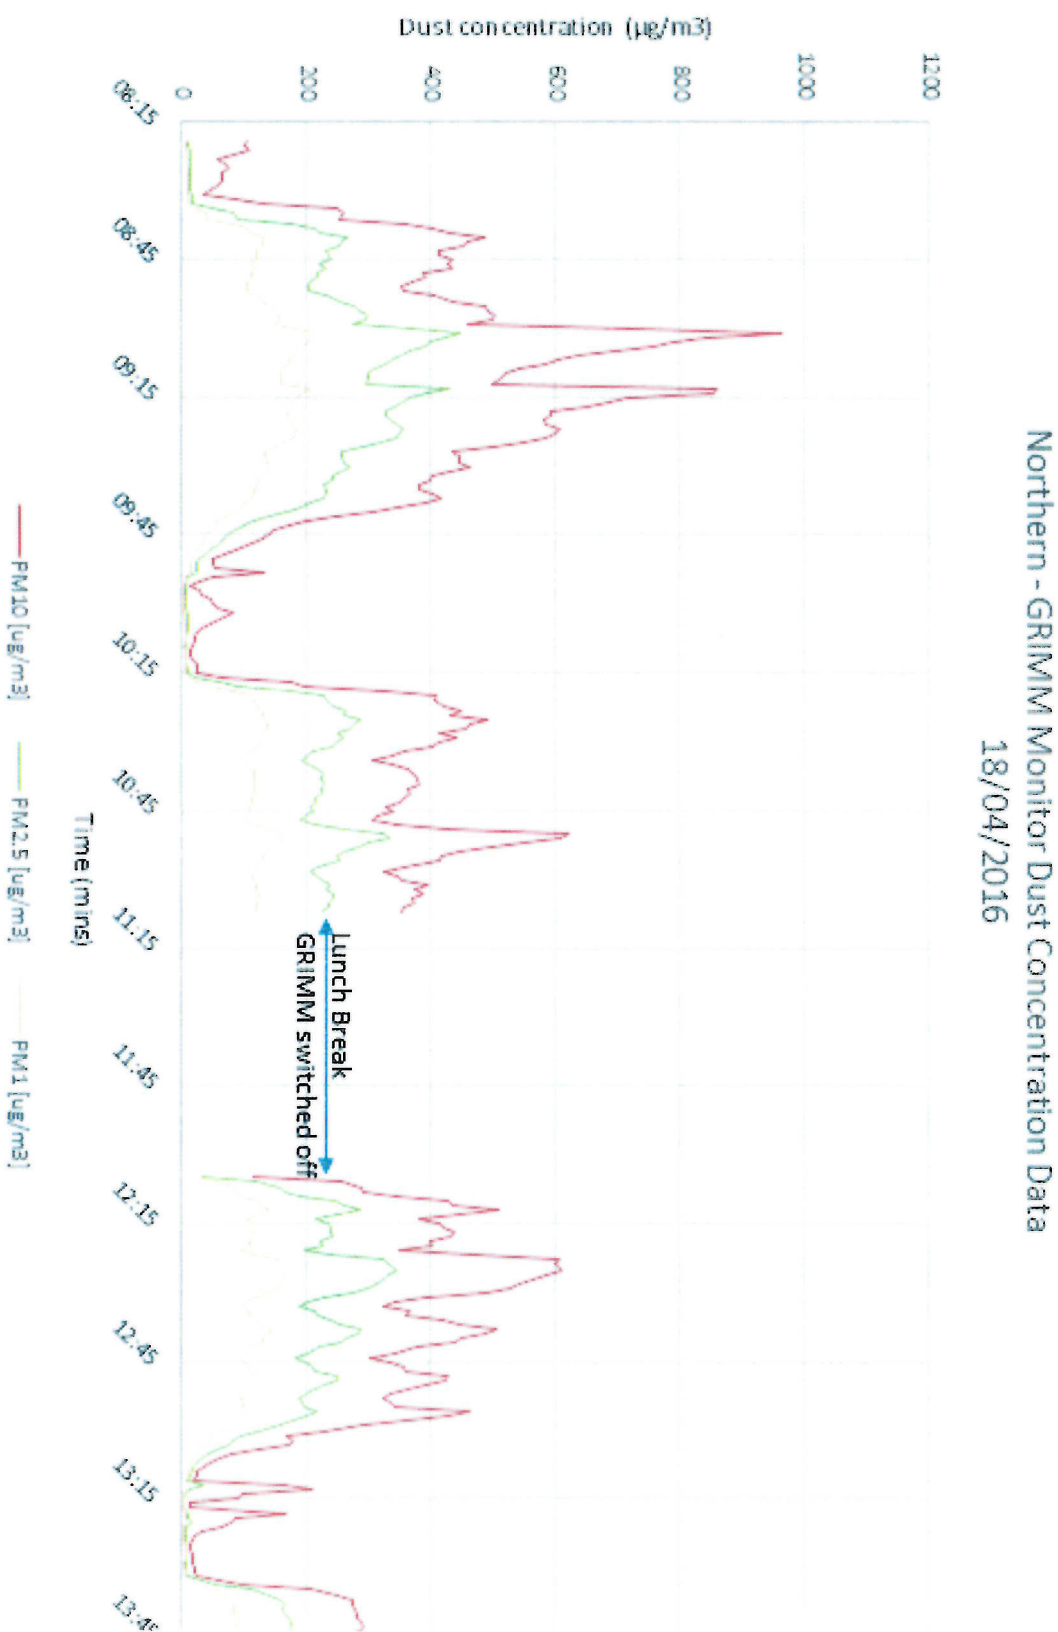 Northern - GRIMM Monitor Dust Concentration Data
18/04/2016
Dust concentration (µg/m3)
1200
1000
800
600
400
200
0
08:15
08:45
09:15
09:45
10:15
10:45
11:15
11:45
12:15
12:45
13:15
13:45
Lunch Break
GRIMM switched off
Time (mins)
PM10 [ug/m3]
PM2.5 [ug/m3]
PM1 [ug/m3]